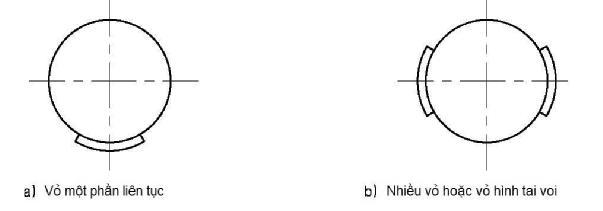 a) Vỏ một phần liên tục
b) Nhiều vỏ hoặc vỏ hình tai voi